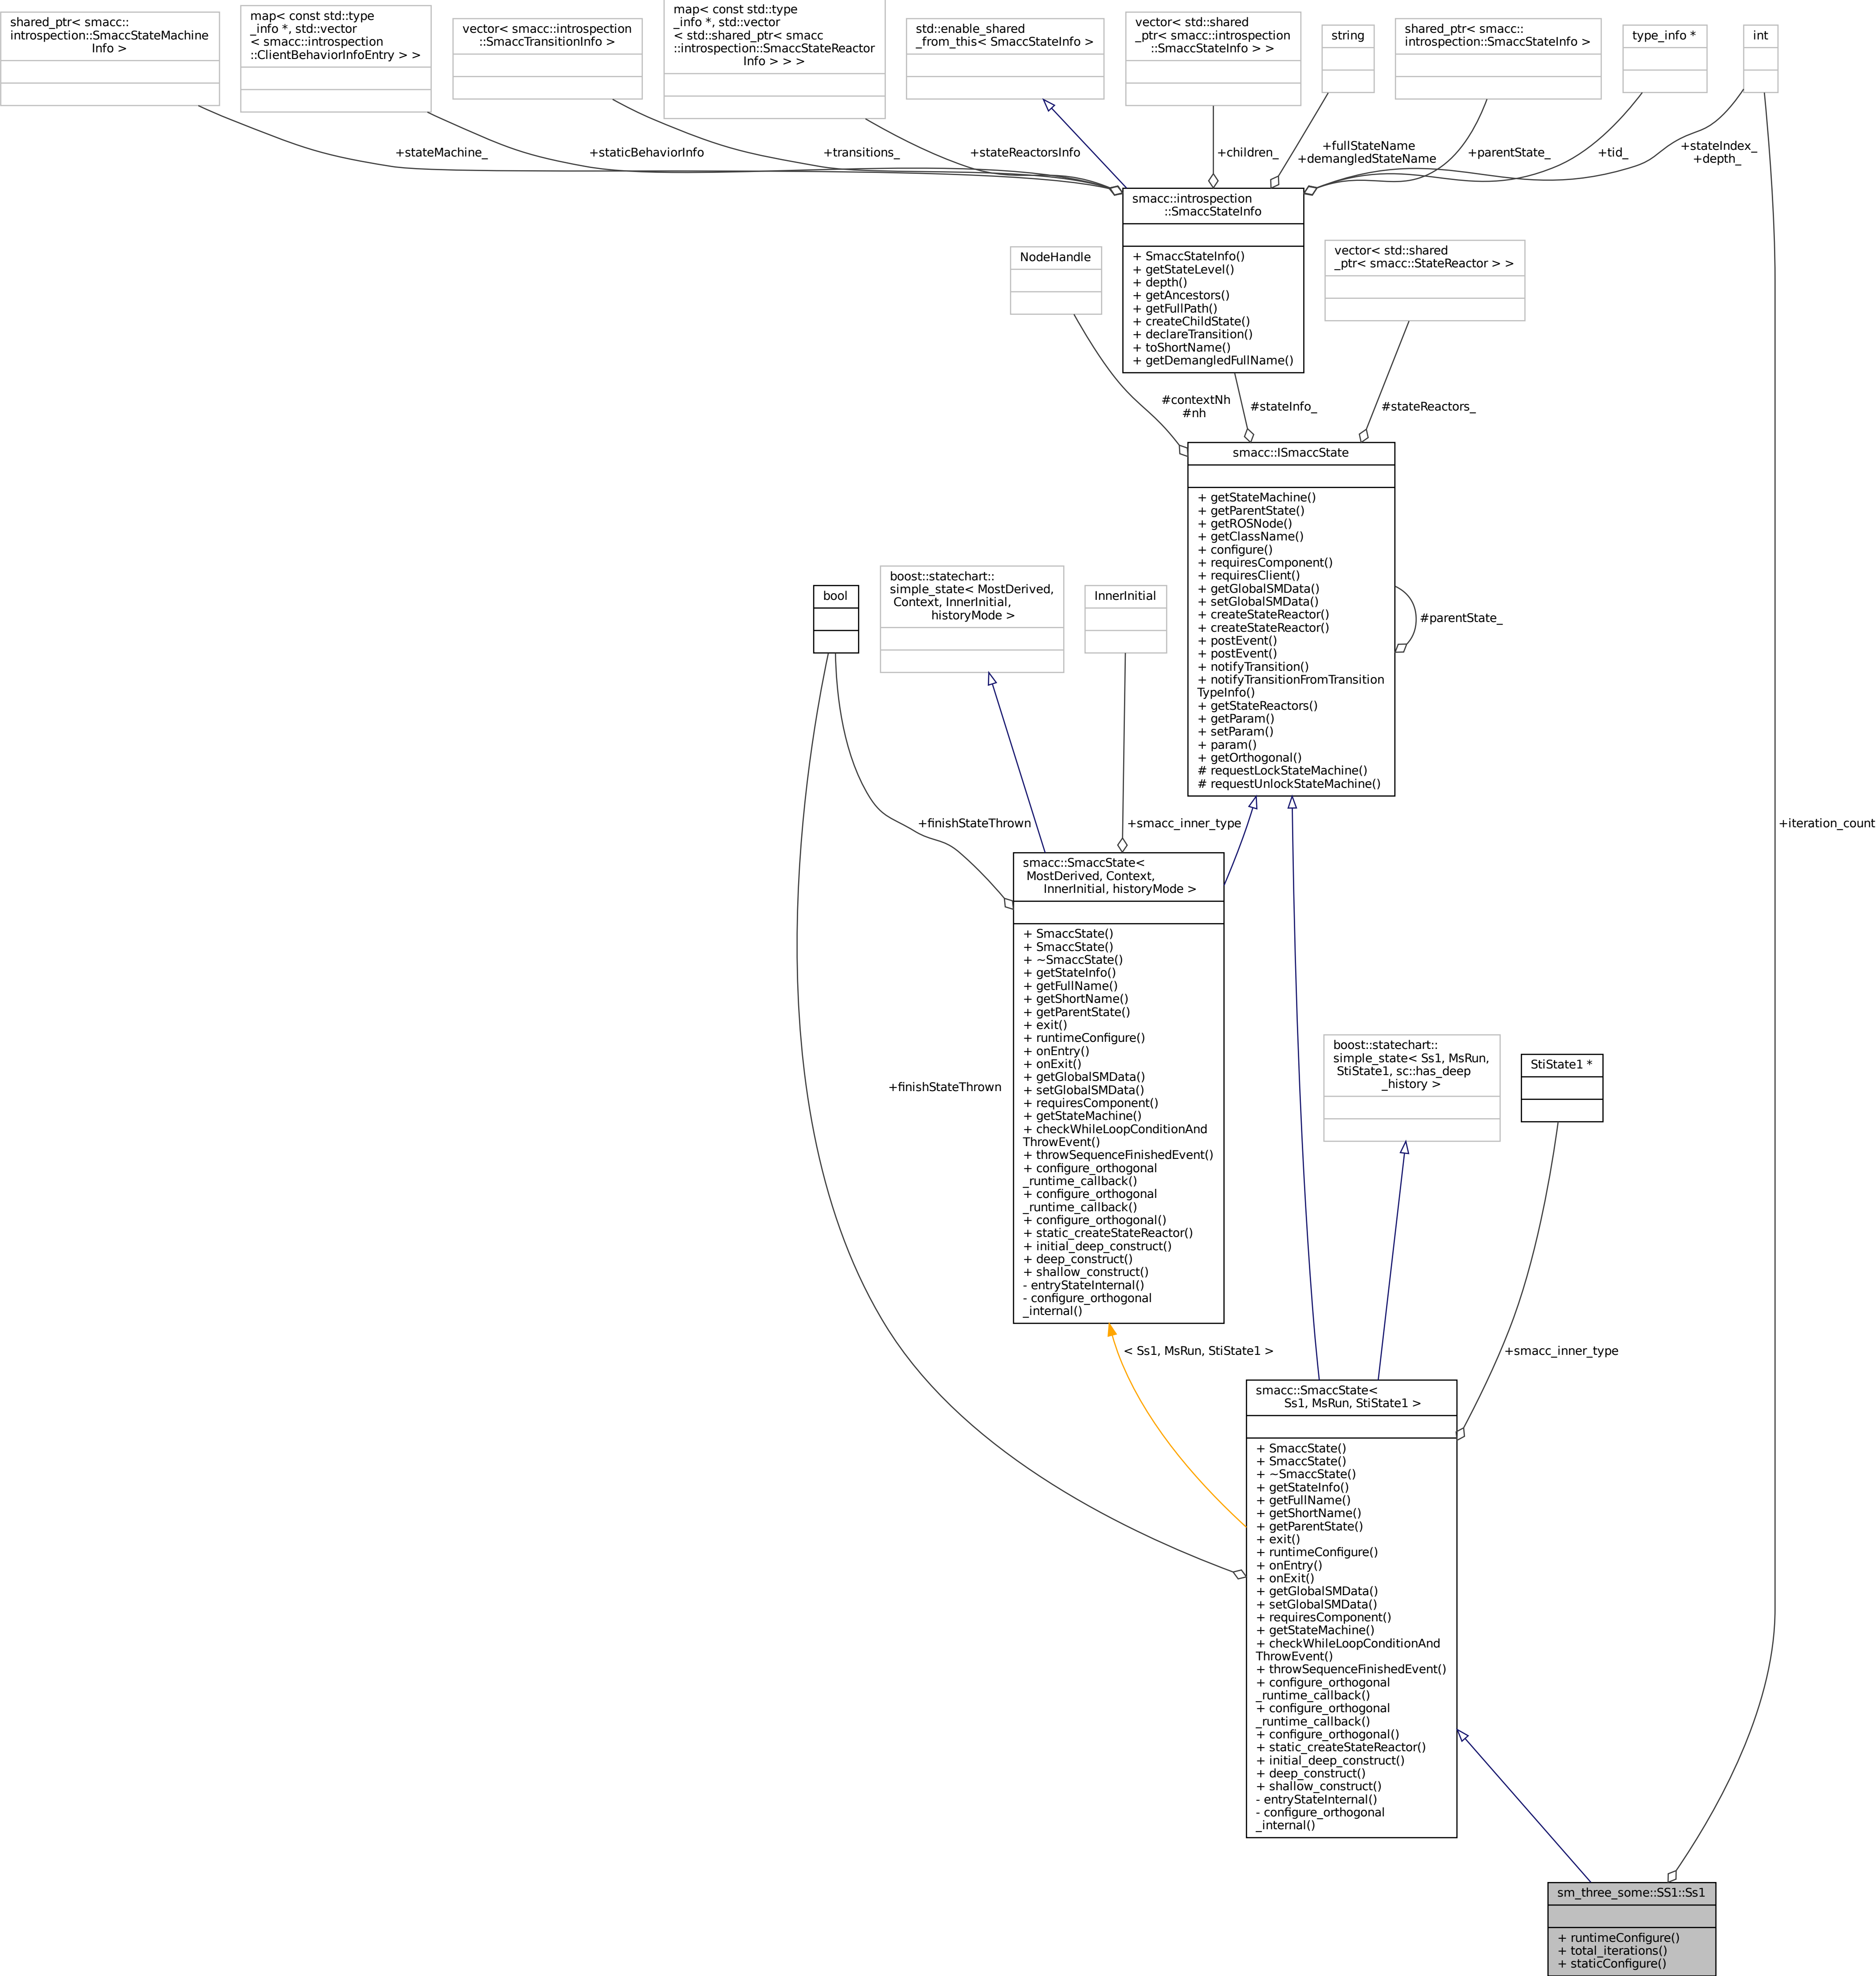 shared_ptr< smacc::
introspection::SmaccStateMachine
Info >
map< const std::type
_info *, std::vector
< smacc::introspection
::ClientBehaviorInfoEntry > >
vector< smacc::introspection
::SmaccTransitionInfo >
map< const std::type
_info *, std::vector
< std::shared_ptr< smacc
::introspection::SmaccStateReactor
Info > > >
std::enable_shared
_from_this< SmaccStateInfo >
vector< std::shared
_ptr< smacc::introspection
::SmaccStateInfo > >
string
shared_ptr< smacc::
introspection::SmaccStateInfo >
type_info *
int
+stateMachine_
+staticBehaviorInfo
+transitions_
+stateReactorsInfo
+children_
+fullStateName
+demangledStateName
+parentState_
+tid_
+stateIndex_
+depth_
smacc::introspection
::SmaccStateInfo
+ SmaccStateInfo()
+ getStateLevel()
+ depth()
+ getAncestors()
+ getFullPath()
+ createChildState()
+ declareTransition()
+ toShortName()
+ getDemangledFullName()
NodeHandle
vector< std::shared
_ptr< smacc::StateReactor > >
#contextNh
#nh
#stateInfo_
#stateReactors_
smacc::ISmaccState
+ getStateMachine()
+ getParentState()
+ getROSNode()
+ getClassName()
+ configure()
+ requiresComponent()
+ requiresClient()
+ getGlobalSMData()
+ setGlobalSMData()
+ createStateReactor()
+ createStateReactor()
+ postEvent()
+ postEvent()
+ notifyTransition()
+ notifyTransitionFromTransition
TypeInfo()
+ getStateReactors()
+ getParam()
+ setParam()
+ param()
+ getOrthogonal()
# requestLockStateMachine()
# requestUnlockStateMachine()
#parentState_
bool
boost::statechart::
simple_state< MostDerived,
Context, InnerInitial,
historyMode >
InnerInitial
+finishStateThrown
+smacc_inner_type
+iteration_count
smacc::SmaccState<
MostDerived, Context,
InnerInitial, historyMode >
+ SmaccState()
+ SmaccState()
+ ~SmaccState()
+ getStateInfo()
+ getFullName()
+ getShortName()
+ getParentState()
+ exit()
+ runtimeConfigure()
+ onEntry()
+ onExit()
+ getGlobalSMData()
+ setGlobalSMData()
+ requiresComponent()
+ getStateMachine()
+ checkWhileLoopConditionAnd
ThrowEvent()
+ throwSequenceFinishedEvent()
+ configure_orthogonal
_runtime_callback()
+ configure_orthogonal
_runtime_callback()
+ configure_orthogonal()
+ static_createStateReactor()
+ initial_deep_construct()
+ deep_construct()
+ shallow_construct()
- entryStateInternal()
- configure_orthogonal
_internal()
+finishStateThrown
boost::statechart::
simple_state< Ss1, MsRun,
StiState1, sc::has_deep
_history >
StiState1 *
< Ss1, MsRun, StiState1 >
+smacc_inner_type
smacc::SmaccState<
Ss1, MsRun, StiState1 >
+ SmaccState()
+ SmaccState()
+ ~SmaccState()
+ getStateInfo()
+ getFullName()
+ getShortName()
+ getParentState()
+ exit()
+ runtimeConfigure()
+ onEntry()
+ onExit()
+ getGlobalSMData()
+ setGlobalSMData()
+ requiresComponent()
+ getStateMachine()
+ checkWhileLoopConditionAnd
ThrowEvent()
+ throwSequenceFinishedEvent()
+ configure_orthogonal
_runtime_callback()
+ configure_orthogonal
_runtime_callback()
+ configure_orthogonal()
+ static_createStateReactor()
+ initial_deep_construct()
+ deep_construct()
+ shallow_construct()
- entryStateInternal()
- configure_orthogonal
_internal()
sm_three_some::SS1::Ss1
+ runtimeConfigure()
+ total_iterations()
+ staticConfigure()